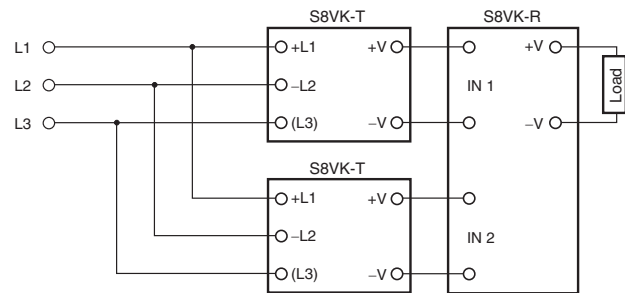 S8VK-T
S8VK-R
L1
+L1
+V
+V
L2
–L2
IN 1
Load
L3
(L3)
–V
–V
S8VK-T
+L1
+V
–L2
IN 2
(L3)
–V